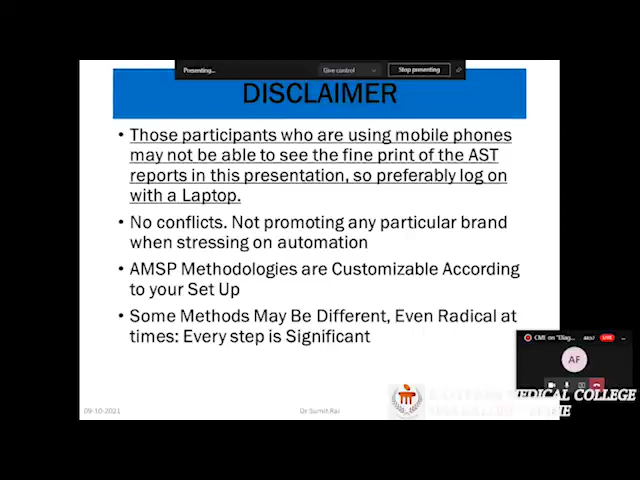 Presenting...
Give control
Stop presenting
DISCLAIMER
• Those participants who are using mobile phones
may not be able to see the fine print of the AST
reports in this presentation, so preferably log on
with a Laptop.
• No conflicts. Not promoting any particular brand
when stressing on automation
• AMSP Methodologies are Customizable According
to your Set Up
• Some Methods May Be Different, Even Radical at
times: Every step is Significant
CME on "Diag...
LIVE
AF
MEDICAL COLLEGE
09-10-2021
Dr Sumit Rai